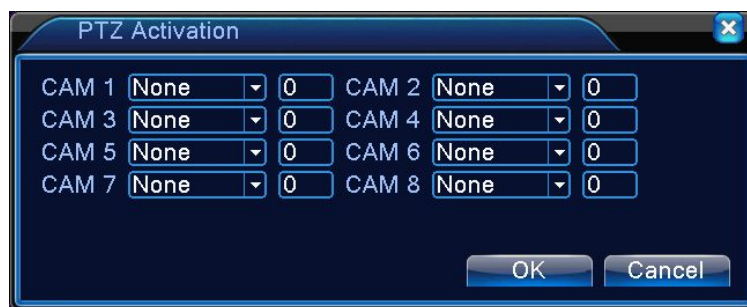 PTZ Activation
CAM 1 None 0 CAM 2 None 0
CAM 3 None 0 CAM 4 None 0
CAM 5 None 0 CAM 6 None 0
CAM 7 None 0 CAM 8 None 0
OK Cancel